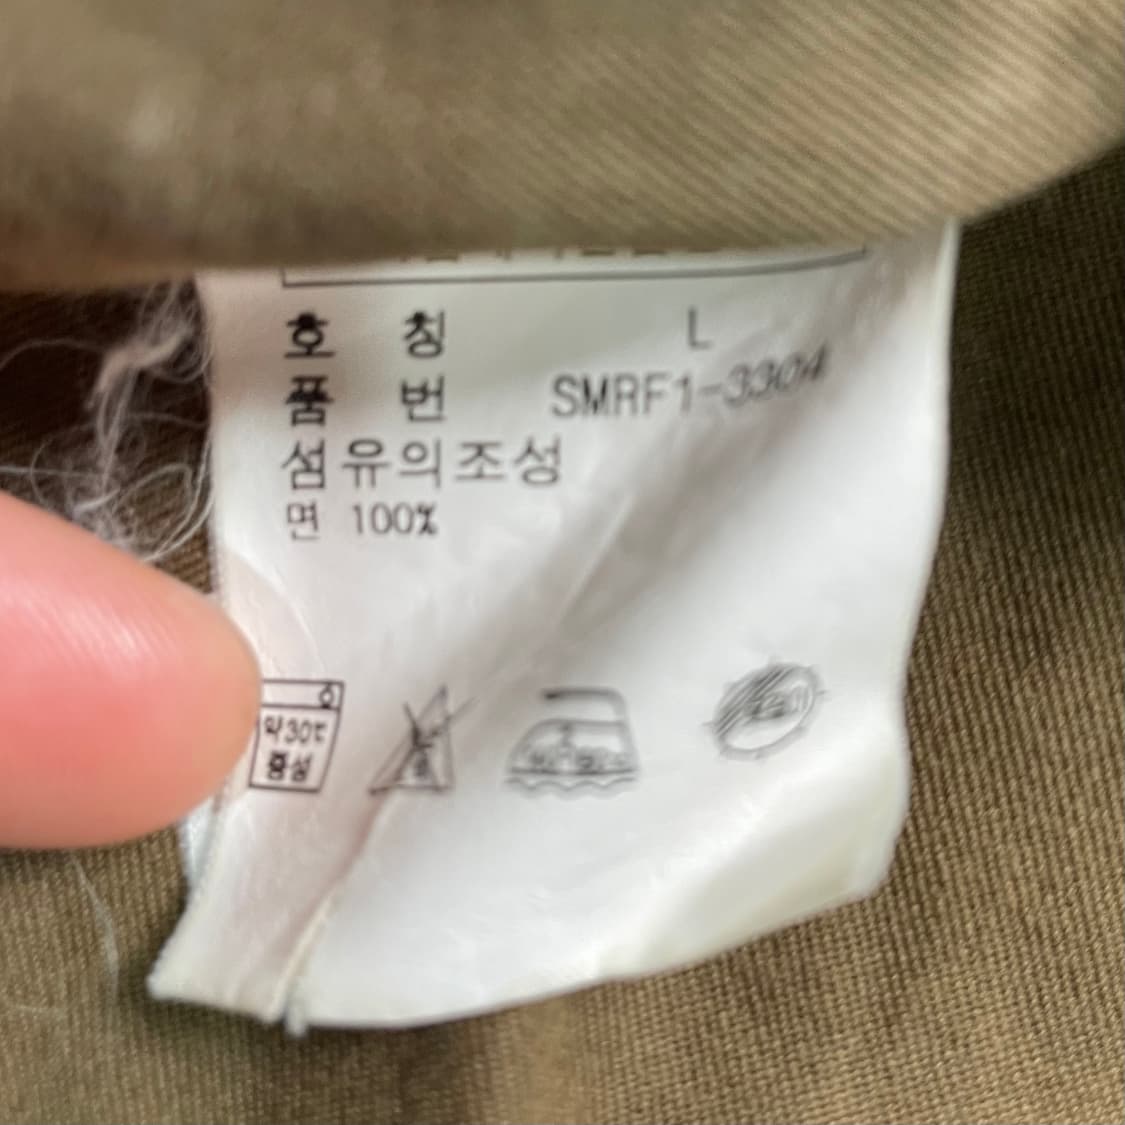 호 칭 L
품 번 SMRF1-3304
섬유의조성
면 100%
약30℃
중성